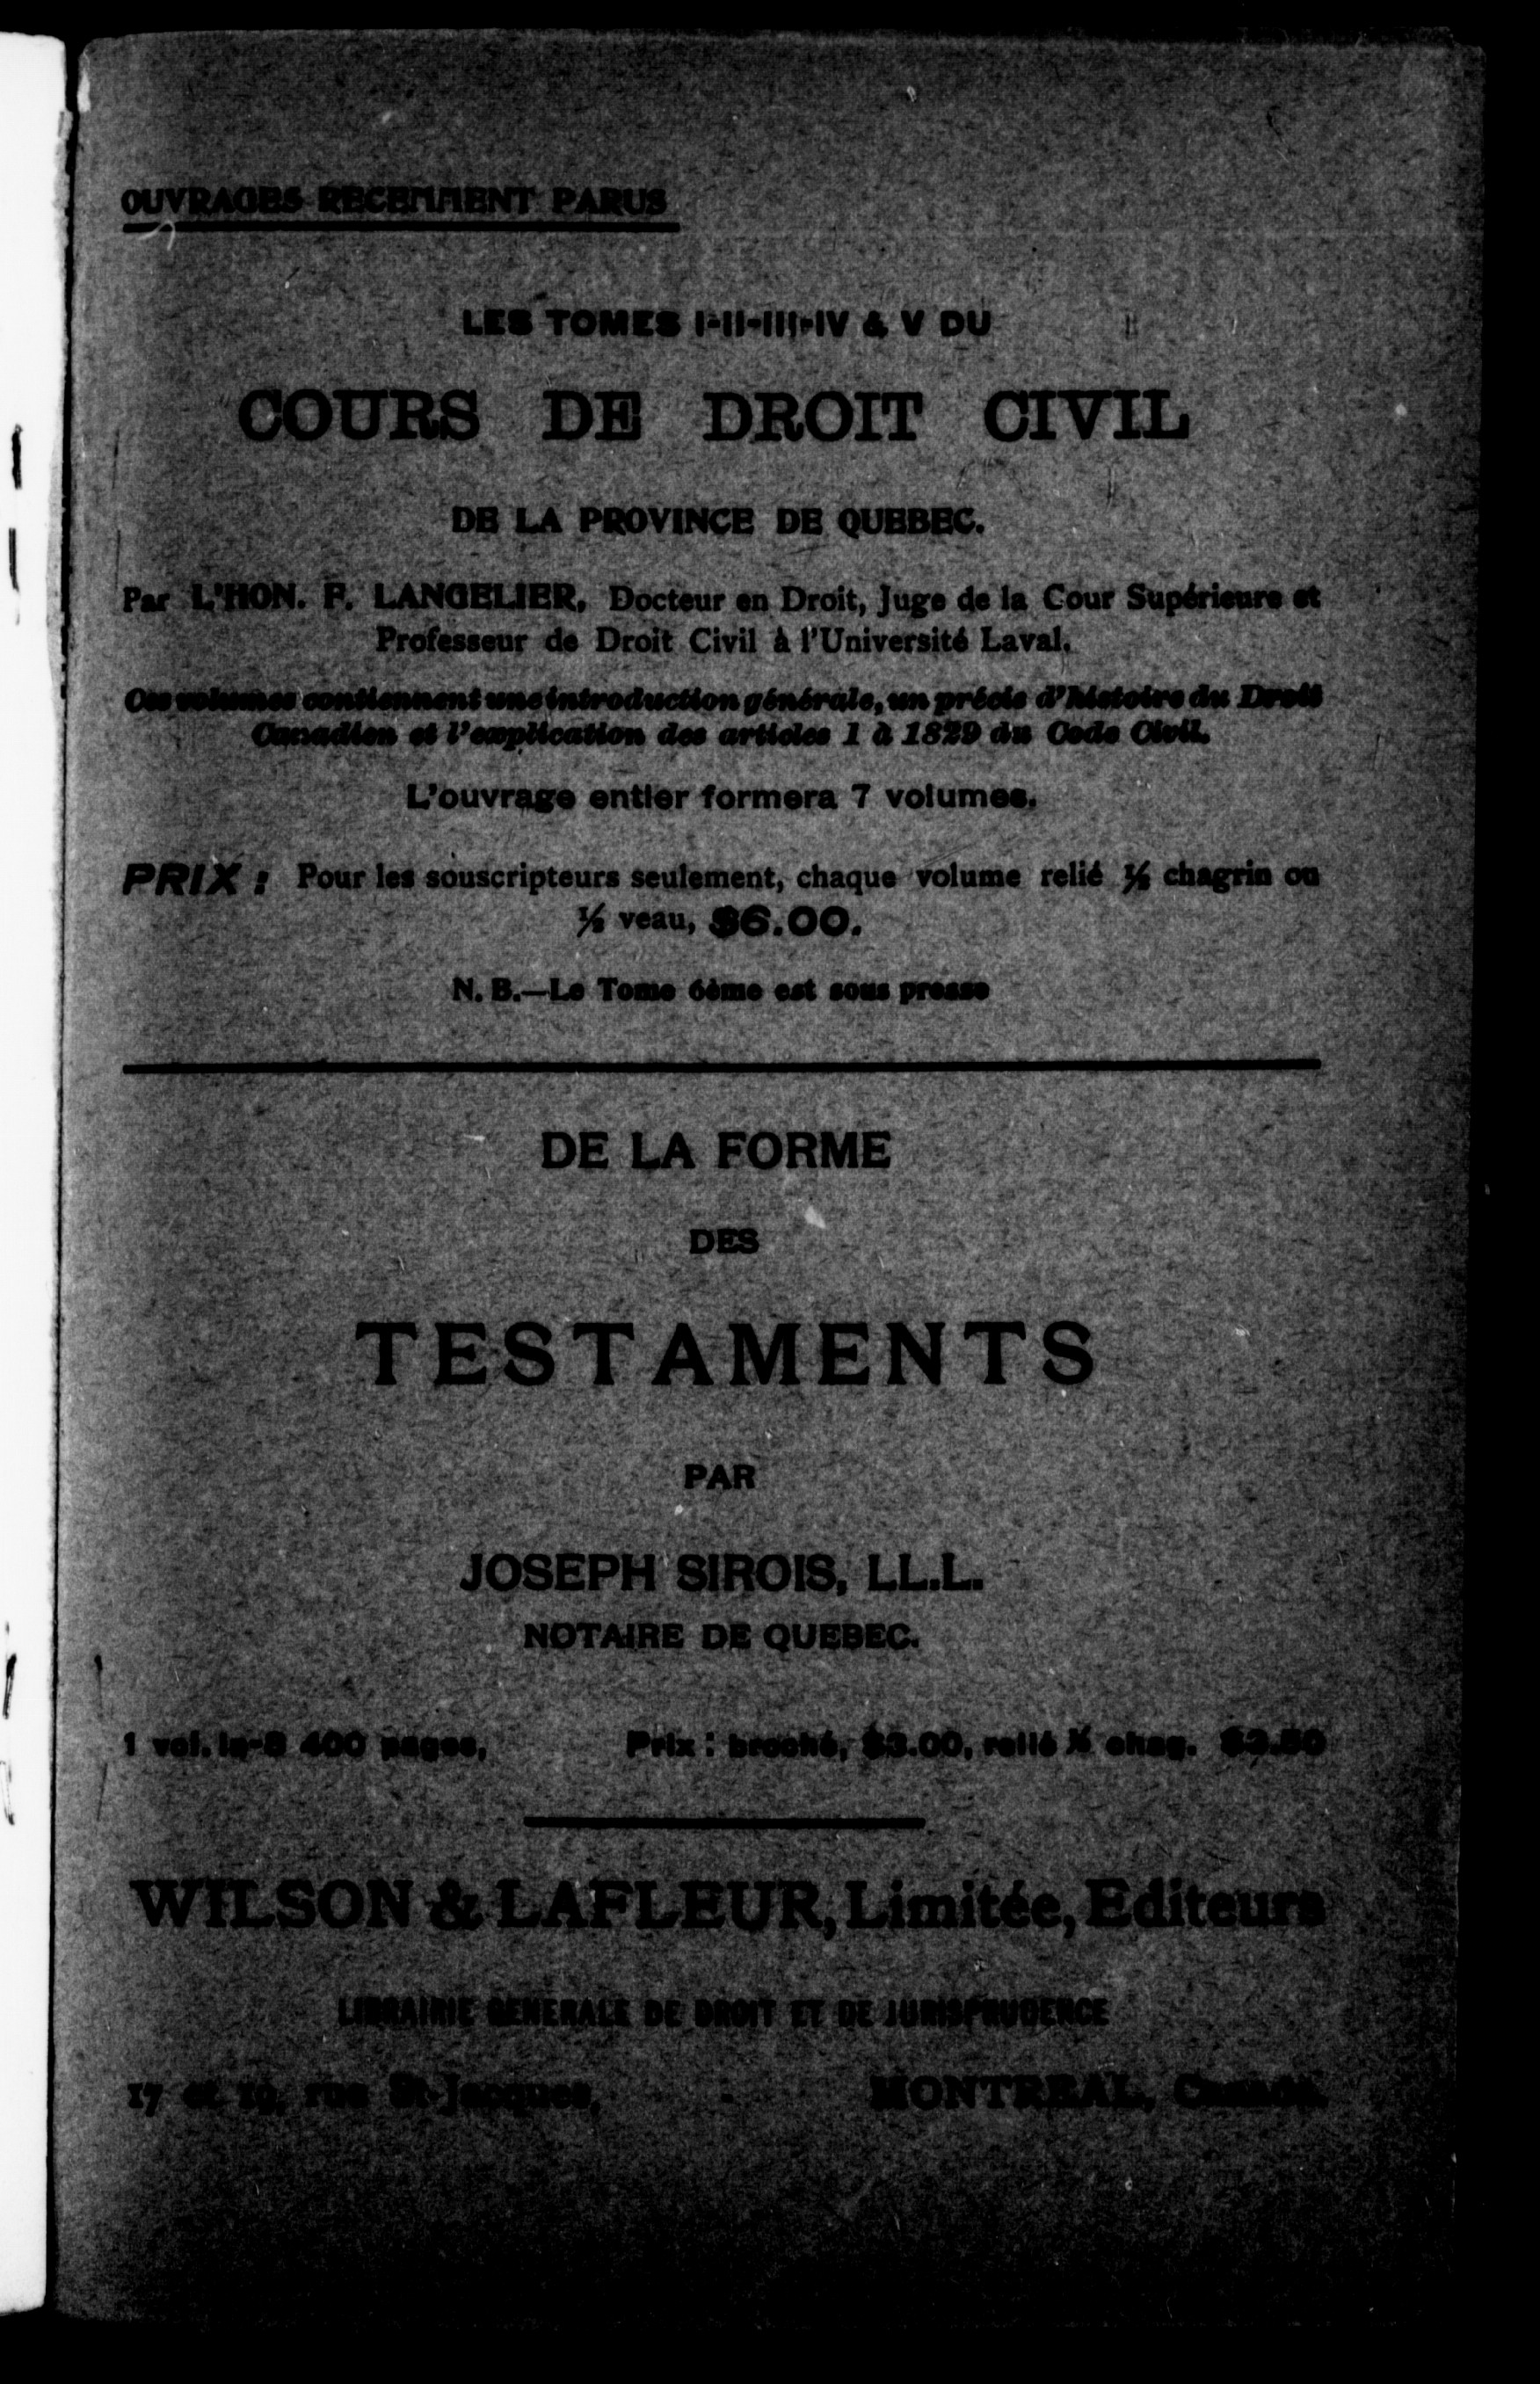 OUVRAGES RECEMMENT PARUS
LES TOMES I-II-III-IV & V DU
COURS DE DROIT CIVIL
DE LA PROVINCE DE QUEBEC.
Par L'HON. F. LANGELIER, Docteur en Droit, Juge de la Cour Supérieure et
Professeur de Droit Civil à l'Université Laval.
Ces volumes contiennent une introduction générale, un précis d'histoire du Droit
Canadien et l'explication des articles 1 à 1829 du Code Civil.
L'ouvrage entier formera 7 volumes.
PRIX : Pour les souscripteurs seulement, chaque volume relié ½ chagrin ou
½ veau, $6.00.
N. B.—Le Tome 6ème est sous presse
DE LA FORME
DES
TESTAMENTS
PAR
JOSEPH SIROIS, LL.L.
NOTAIRE DE QUEBEC.
1 vol. in-8 400 pages, Prix : broché, $3.00, relié ½ chag. $3.50
WILSON & LAFLEUR, Limitée, Editeurs
LIBRAIRIE GENERALE DE DROIT ET DE JURISPRUDENCE
17 et 19, rue St-Jacques, - MONTREAL, Canada.